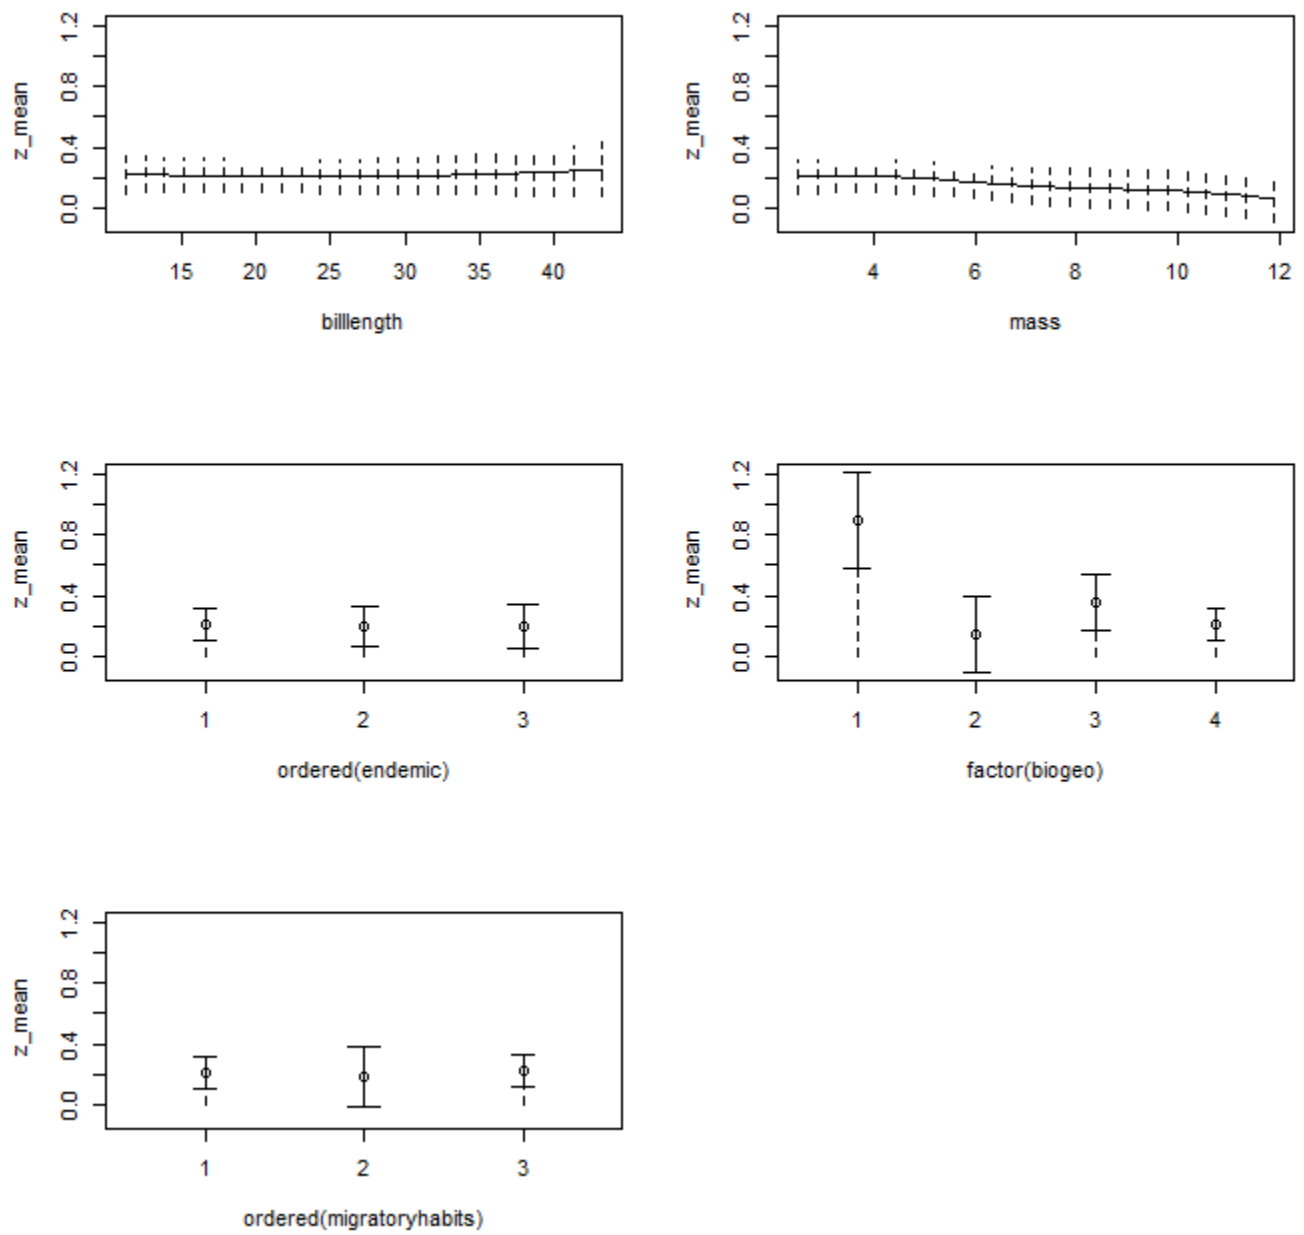 z_mean
0.0 0.4 0.8 1.2
15 20 25 30 35 40
billlength
z_mean
0.0 0.4 0.8 1.2
4 6 8 10 12
mass
z_mean
0.0 0.4 0.8 1.2
1 2 3
ordered(endemic)
z_mean
0.0 0.4 0.8 1.2
1 2 3 4
factor(biogeo)
z_mean
0.0 0.4 0.8 1.2
1 2 3
ordered(migratoryhabits)